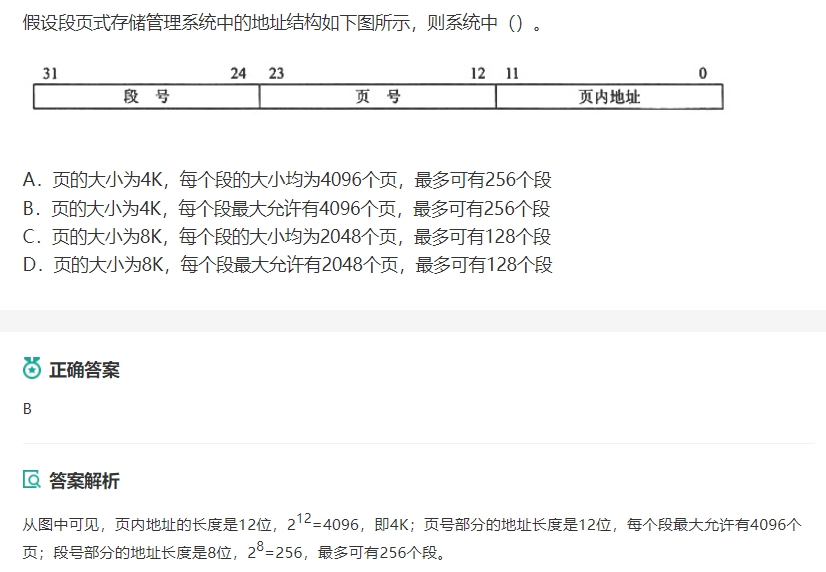 假设段页式存储管理系统中的地址结构如下图所示，则系统中（）。
31 24 23 12 11 0
段 号 页 号 页内地址
A．页的大小为4K，每个段的大小均为4096个页，最多可有256个段
B．页的大小为4K，每个段最大允许有4096个页，最多可有256个段
C．页的大小为8K，每个段的大小均为2048个页，最多可有128个段
D．页的大小为8K，每个段最大允许有2048个页，最多可有128个段
正确答案
B
答案解析
从图中可见，页内地址的长度是12位，2^12=4096，即4K；页号部分的地址长度是12位，每个段最大允许有4096个
页；段号部分的地址长度是8位，2^8=256，最多可有256个段。